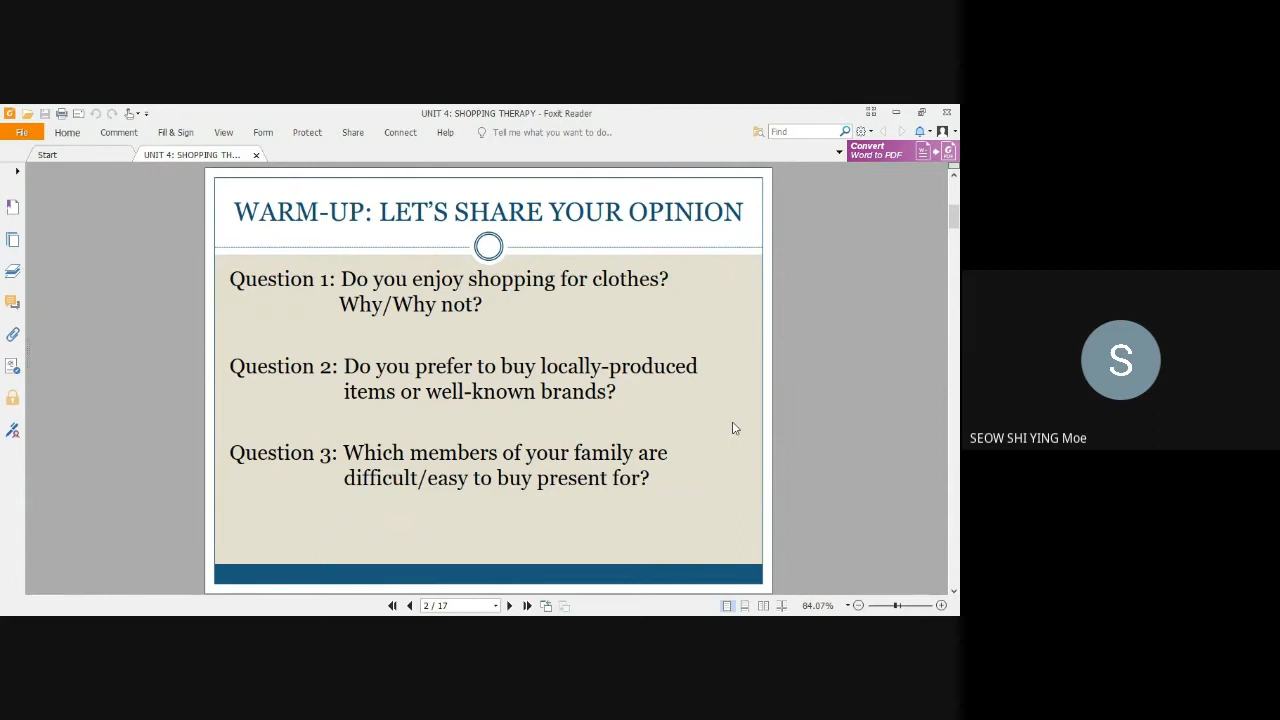 UNIT 4: SHOPPING THERAPY - Foxit Reader
File Home Comment Fill & Sign View Form Protect Share Connect Help Tell me what you want to do.. Find
Start UNIT 4: SHOPPING TH...
Convert
Word to PDF
WARM-UP: LET'S SHARE YOUR OPINION
Question 1: Do you enjoy shopping for clothes?
Why/Why not?
Question 2: Do you prefer to buy locally-produced
items or well-known brands?
Question 3: Which members of your family are
difficult/easy to buy present for?
2 / 17
84.07%
S
SEOW SHI YING Moe